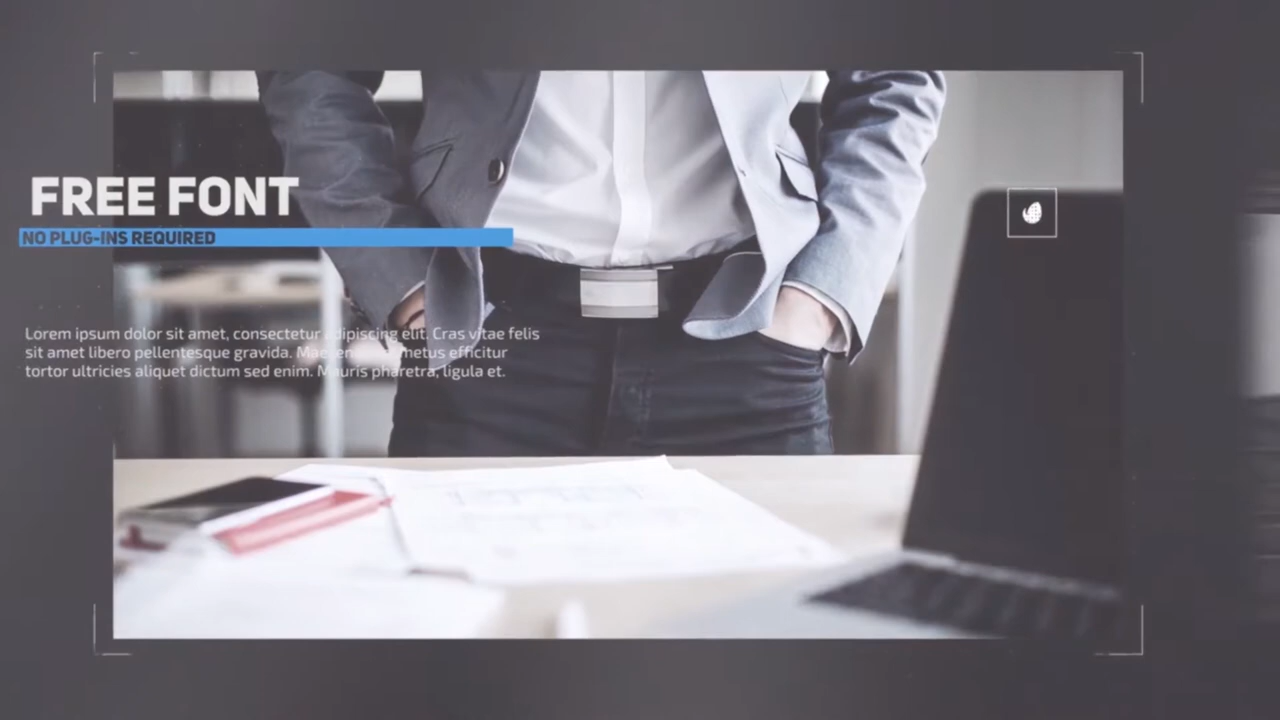 FREE FONT
NO PLUG-INS REQUIRED
Lorem ipsum dolor sit amet, consectetur adipiscing elit. Cras vitae felis
sit amet libero pellentesque gravida. metus efficitur
tortor ultricies aliquet dictum sed enim. Mauris pharetra, ligula et.